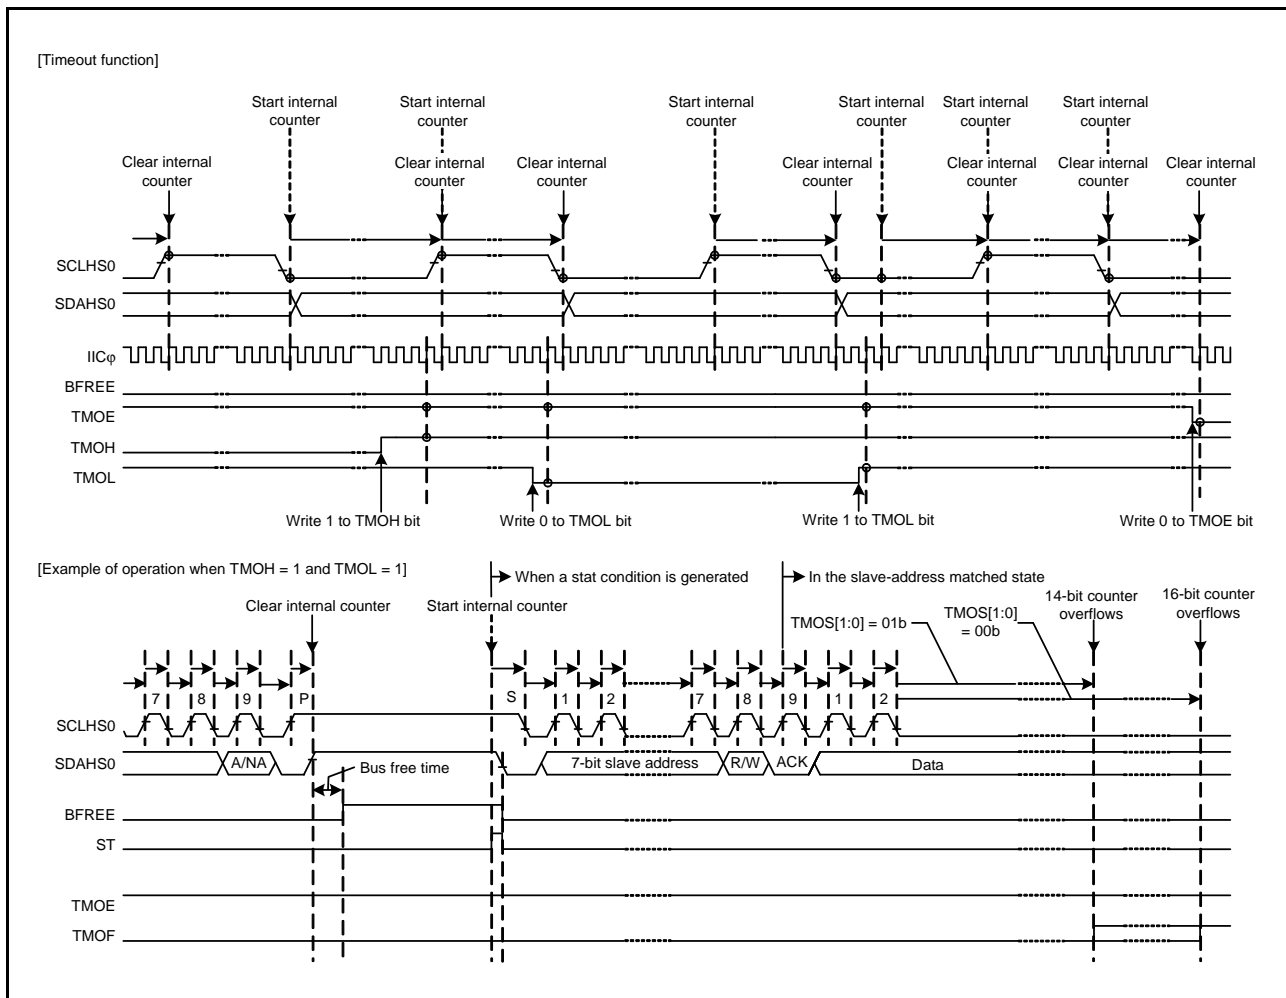 [Timeout function]
Start internal
counter
Start internal
counter
Start internal
counter
Start internal
counter
Start internal
counter
Start internal
counter
Clear internal
counter
Clear internal
counter
Clear internal
counter
Clear internal
counter
Clear internal
counter
Clear internal
counter
Clear internal
counter
SCLHS0
SDAHS0
IICφ
BFREE
TMOE
TMOH
TMOL
Write 1 to TMOH bit
Write 0 to TMOL bit
Write 1 to TMOL bit
Write 0 to TMOE bit
[Example of operation when TMOH = 1 and TMOL = 1]
When a stat condition is generated
In the slave-address matched state
Clear internal counter
Start internal counter
14-bit counter
overflows
16-bit counter
overflows
TMOS[1:0] = 01b
TMOS[1:0]
= 00b
7 8 9 P S 1 2 7 8 9 1 2
SCLHS0
SDAHS0
A/NA
7-bit slave address
R/W
ACK
Data
Bus free time
BFREE
ST
TMOE
TMOF